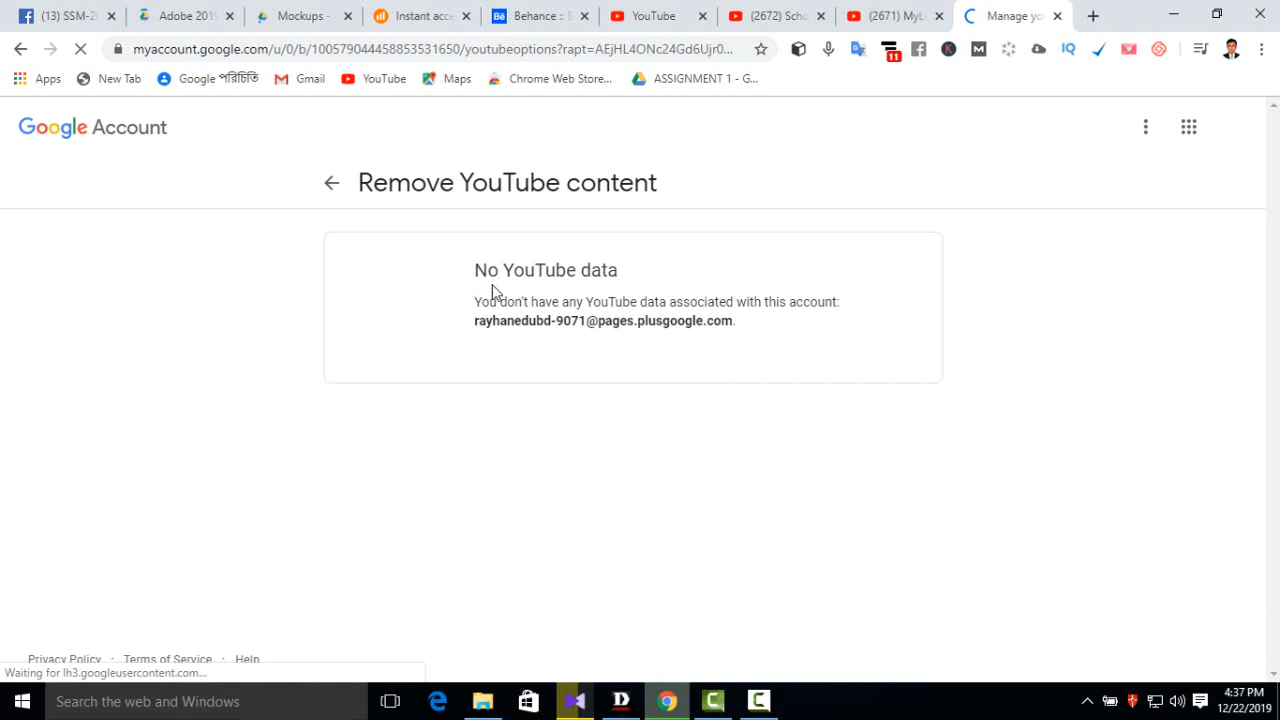 (13) SSM-2
Adobe 2019
Mockups -
Instant acce
Behance :: B
YouTube
(2672) Scho
(2671) MyL
Manage yo
myaccount.google.com/u/0/b/100579044458853531650/youtubeoptions?rapt=AEjHL4ONc24Gd6Ujr0...
11
Apps
New Tab
Google পরিচিতি
Gmail
YouTube
Maps
Chrome Web Store...
ASSIGNMENT 1 - G...
Google Account
Remove YouTube content
No YouTube data
You don't have any YouTube data associated with this account:
rayhanedubd-9071@pages.plusgoogle.com.
Privacy Policy · Terms of Service · Help
Waiting for lh3.googleusercontent.com...
Search the web and Windows
4:37 PM
12/22/2019